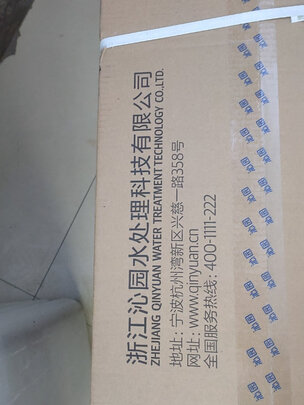 浙江沁园水处理科技有限公司
ZHEJIANG QINYUAN WATER TREATMENT TECHNOLOGY CO.,LTD.
地址：宁波杭州湾新区兴慈一路358号
网址：www.qinyuan.cn
全国服务热线：400-1111-222
沁园